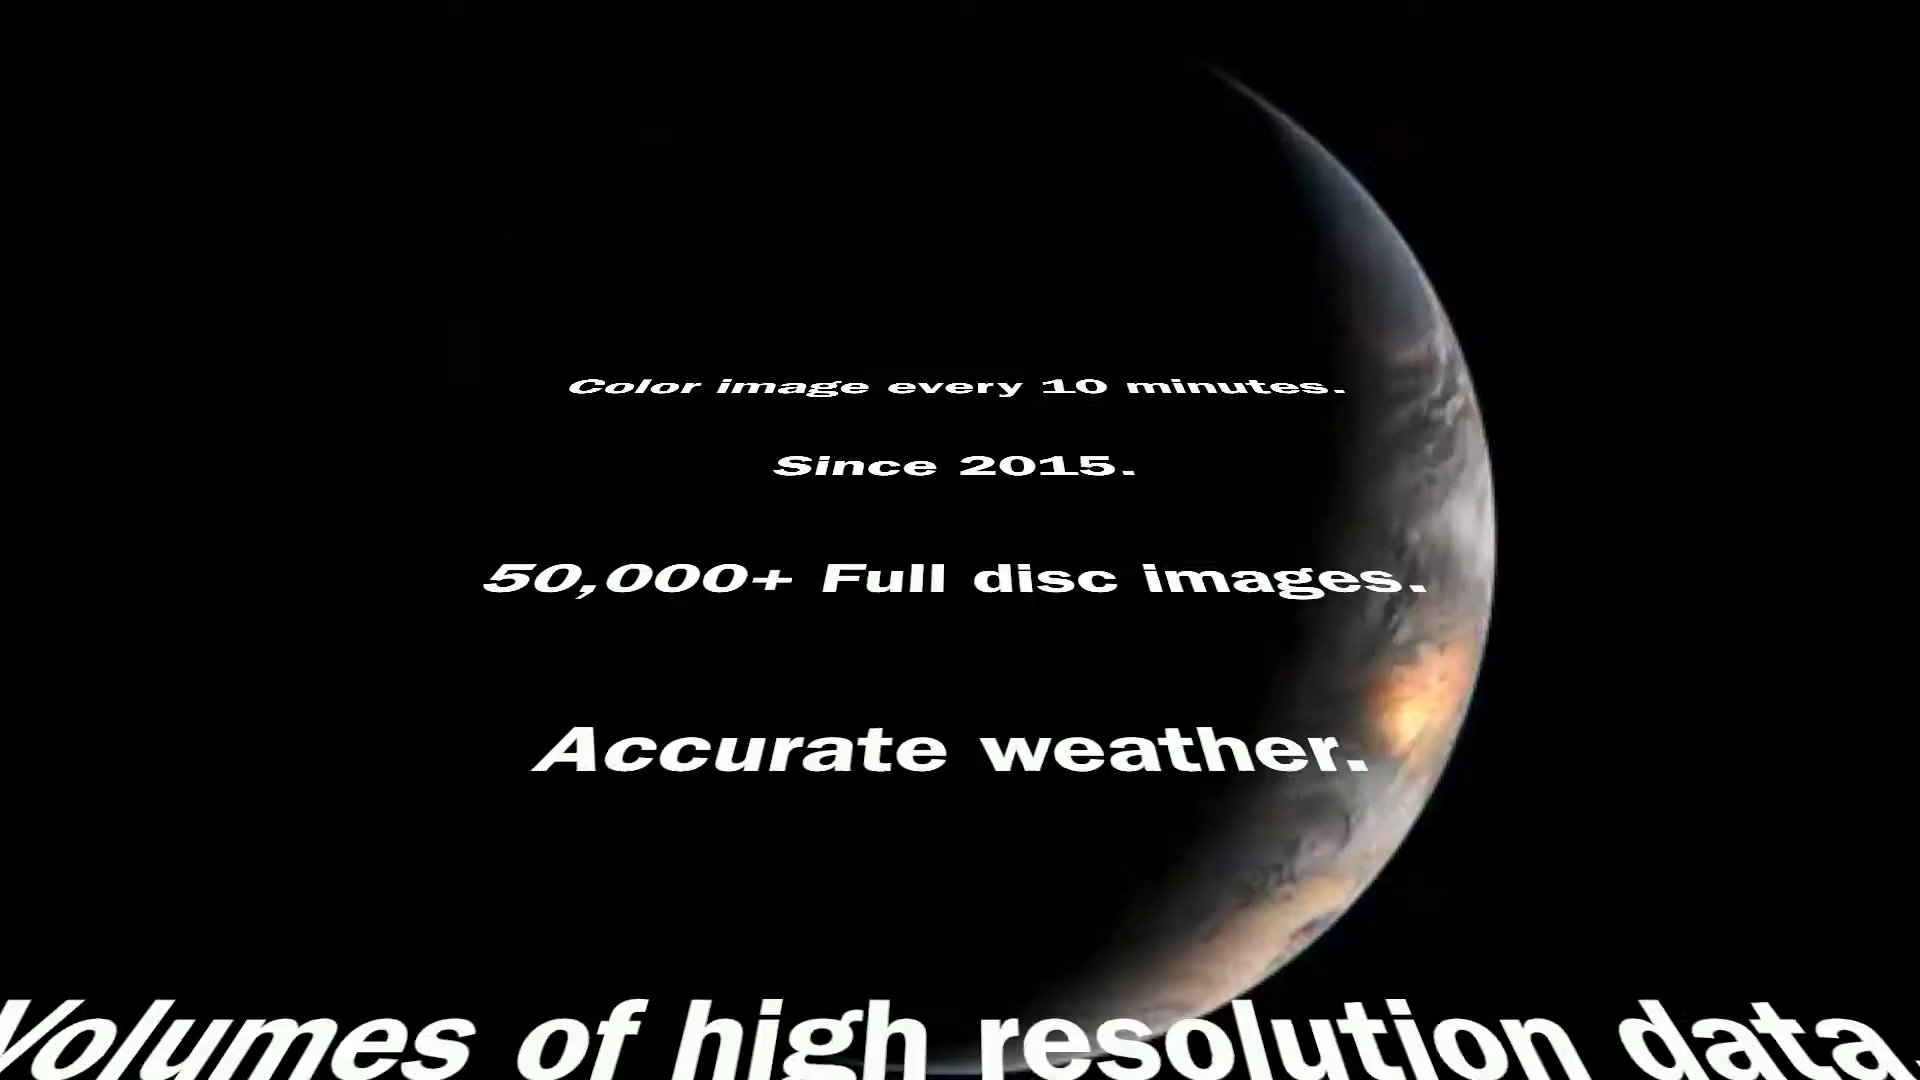 Color image every 10 minutes.
Since 2015.
50,000+ Full disc images.
Accurate weather.
Volumes of high resolution data.